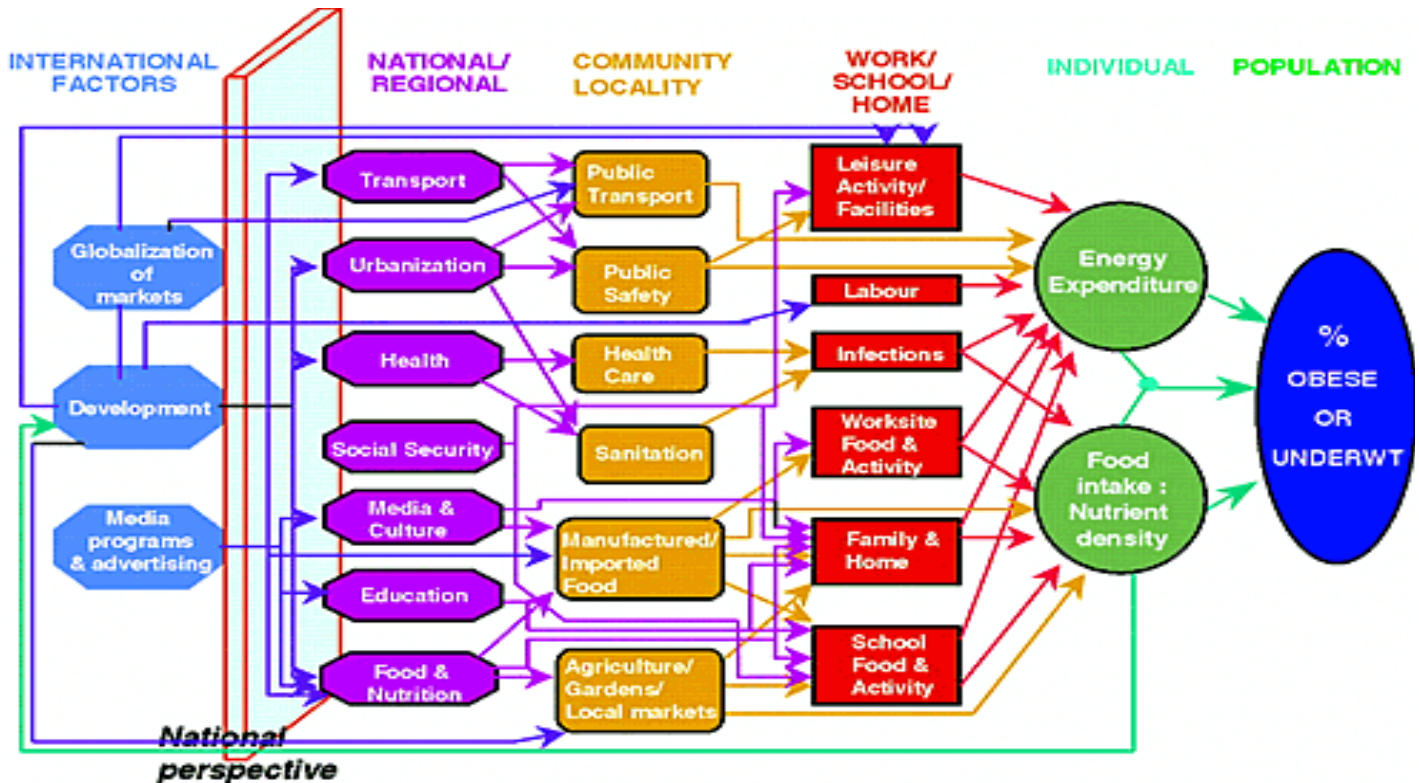 INTERNATIONAL
FACTORS
NATIONAL/
REGIONAL
COMMUNITY
LOCALITY
WORK/
SCHOOL/
HOME
INDIVIDUAL
POPULATION
Globalization
of
markets
Development
Media
programs
& advertising
Transport
Urbanization
Health
Social Security
Media &
Culture
Education
Food &
Nutrition
Public
Transport
Public
Safety
Health
Care
Sanitation
Manufactured/
Imported
Food
Agriculture/
Gardens/
Local markets
Leisure
Activity/
Facilities
Labour
Infections
Worksite
Food &
Activity
Family &
Home
School
Food &
Activity
Energy
Expenditure
Food
intake :
Nutrient
density
%
OBESE
OR
UNDERWT
National
perspective